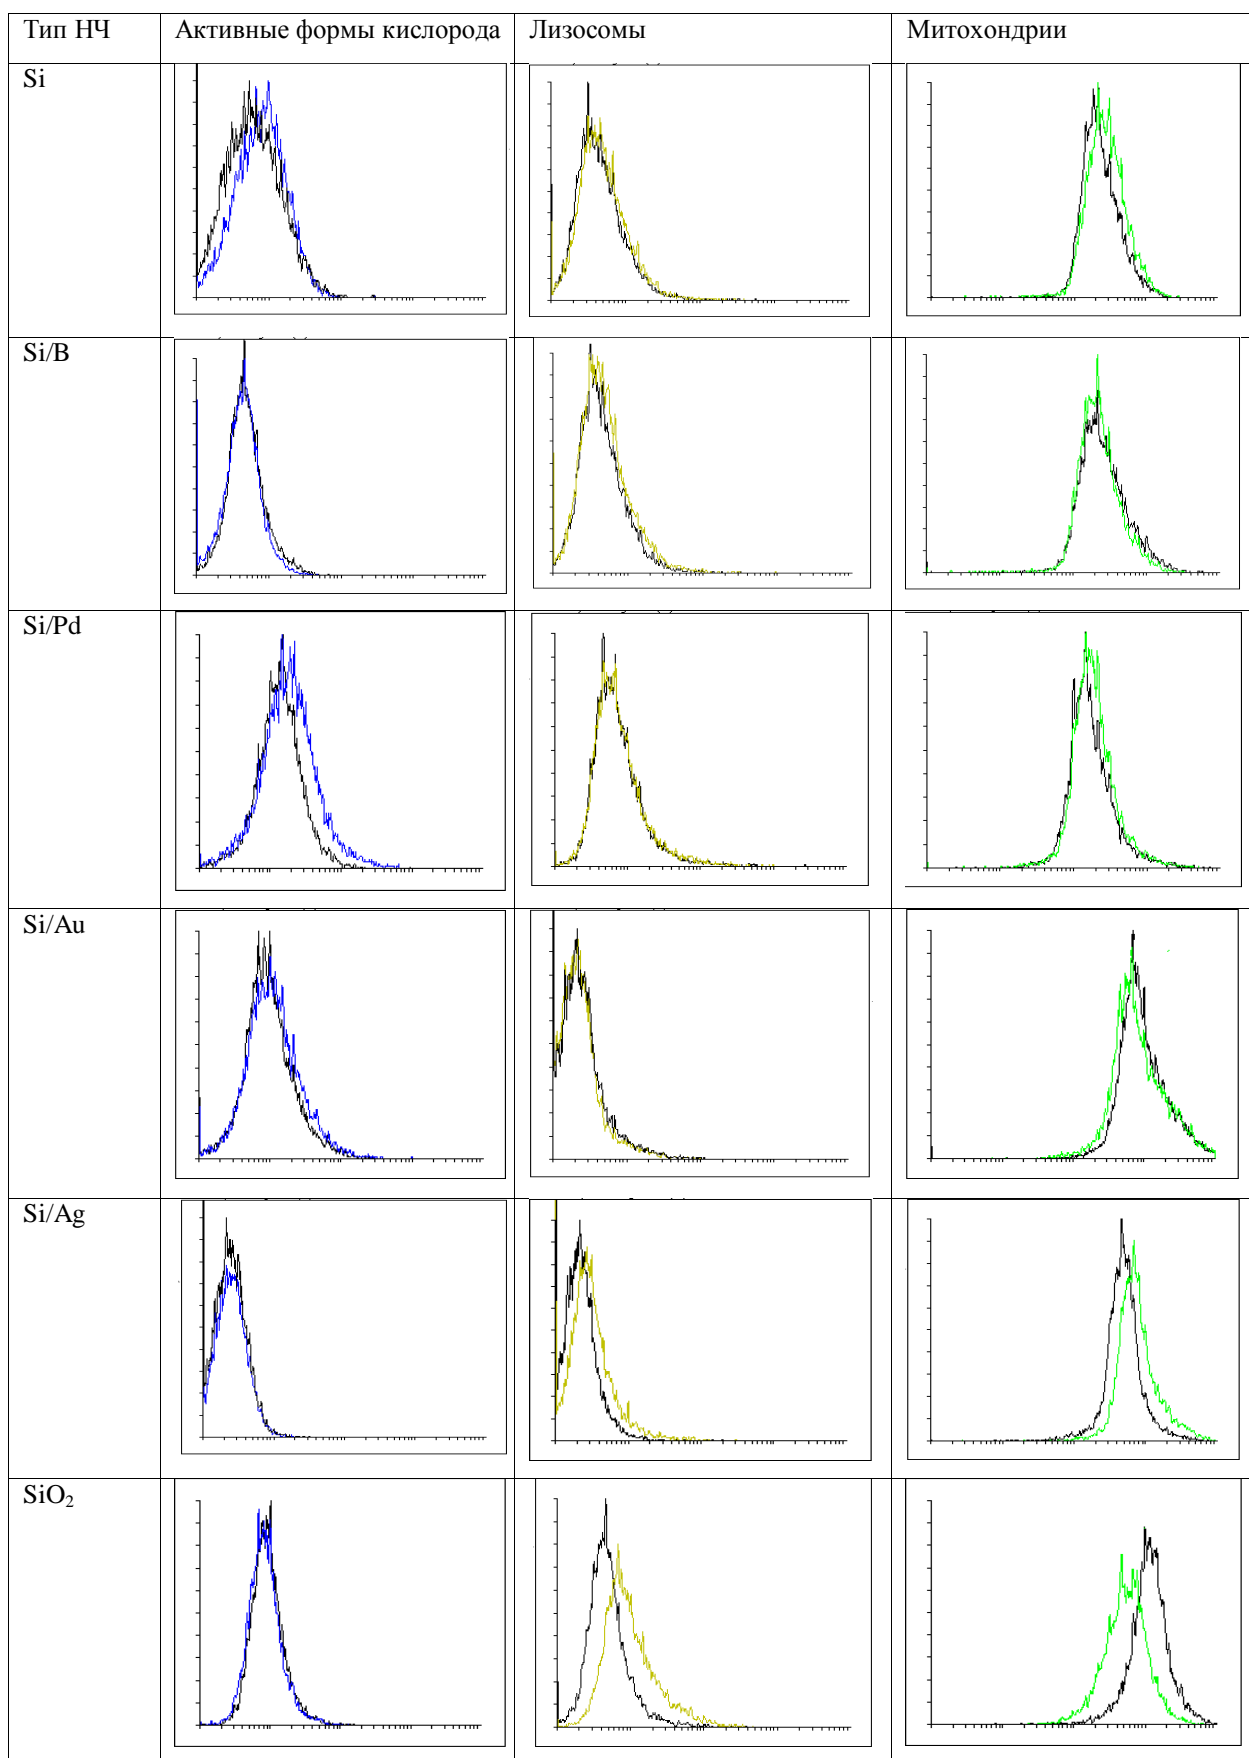 Тип НЧ Активные формы кислорода Лизосомы Митохондрии
Si
Si/B
Si/Pd
Si/Au
Si/Ag
SiO₂